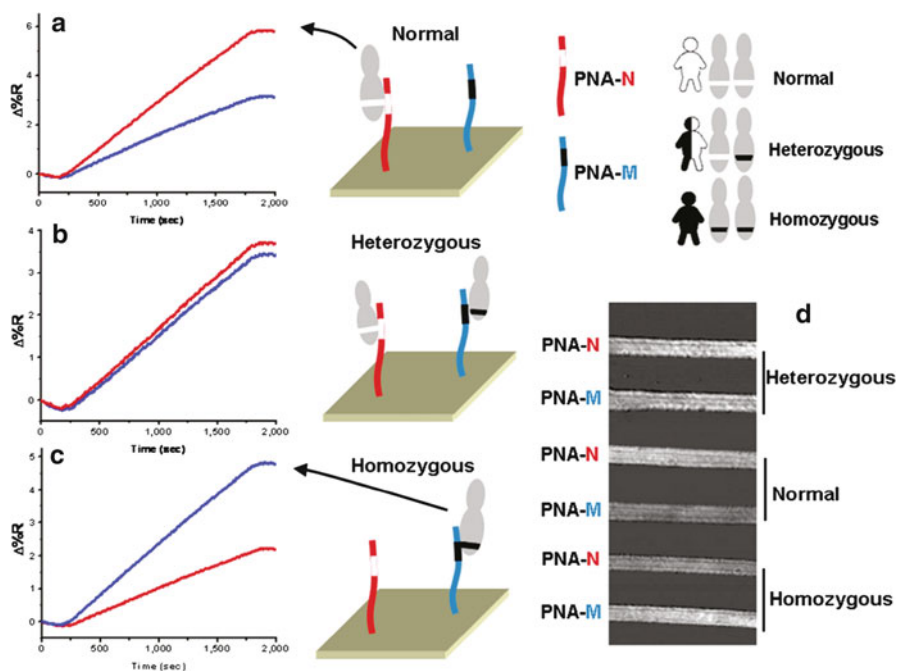 a
6
4
2
0
Δ%R
0
500
1,000
1,500
2,000
Time (sec)
Normal
PNA-N
PNA-M
Normal
Heterozygous
Homozygous
b
4
3
2
1
0
Δ%R
0
500
1,000
1,500
2,000
Time (sec)
Heterozygous
c
5
4
3
2
1
0
Δ%R
0
500
1,000
1,500
2,000
Time (sec)
Homozygous
d
PNA-N
PNA-M
Heterozygous
PNA-N
PNA-M
Normal
PNA-N
PNA-M
Homozygous